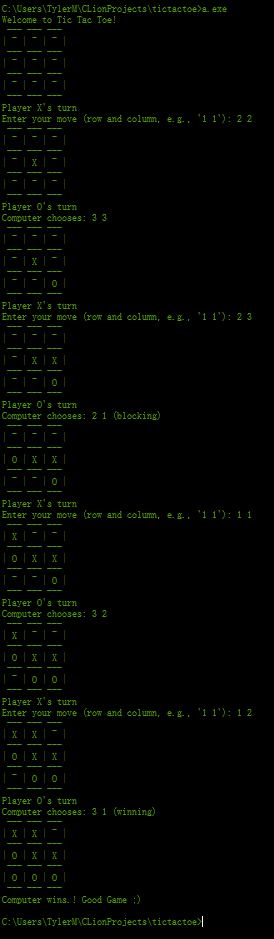 C:\Users\TylerM\CLionProjects\tictactoe>a.exe
Welcome to Tic Tac Toe!
 --- --- ---
| - | - | - |
 --- --- ---
| - | - | - |
 --- --- ---
| - | - | - |
 --- --- ---
Player X's turn
Enter your move (row and column, e.g., '1 1'): 2 2
 --- --- ---
| - | - | - |
 --- --- ---
| - | X | - |
 --- --- ---
| - | - | - |
 --- --- ---
Player O's turn
Computer chooses: 3 3
 --- --- ---
| - | - | - |
 --- --- ---
| - | X | - |
 --- --- ---
| - | - | O |
 --- --- ---
Player X's turn
Enter your move (row and column, e.g., '1 1'): 2 3
 --- --- ---
| - | - | - |
 --- --- ---
| - | X | X |
 --- --- ---
| - | - | O |
 --- --- ---
Player O's turn
Computer chooses: 2 1 (blocking)
 --- --- ---
| - | - | - |
 --- --- ---
| O | X | X |
 --- --- ---
| - | - | O |
 --- --- ---
Player X's turn
Enter your move (row and column, e.g., '1 1'): 1 1
 --- --- ---
| X | - | - |
 --- --- ---
| O | X | X |
 --- --- ---
| - | - | O |
 --- --- ---
Player O's turn
Computer chooses: 3 2
 --- --- ---
| X | - | - |
 --- --- ---
| O | X | X |
 --- --- ---
| - | O | O |
 --- --- ---
Player X's turn
Enter your move (row and column, e.g., '1 1'): 1 2
 --- --- ---
| X | X | - |
 --- --- ---
| O | X | X |
 --- --- ---
| - | O | O |
 --- --- ---
Player O's turn
Computer chooses: 3 1 (winning)
 --- --- ---
| X | X | - |
 --- --- ---
| O | X | X |
 --- --- ---
| O | O | O |
 --- --- ---
Computer wins.! Good Game ;)
C:\Users\TylerM\CLionProjects\tictactoe>